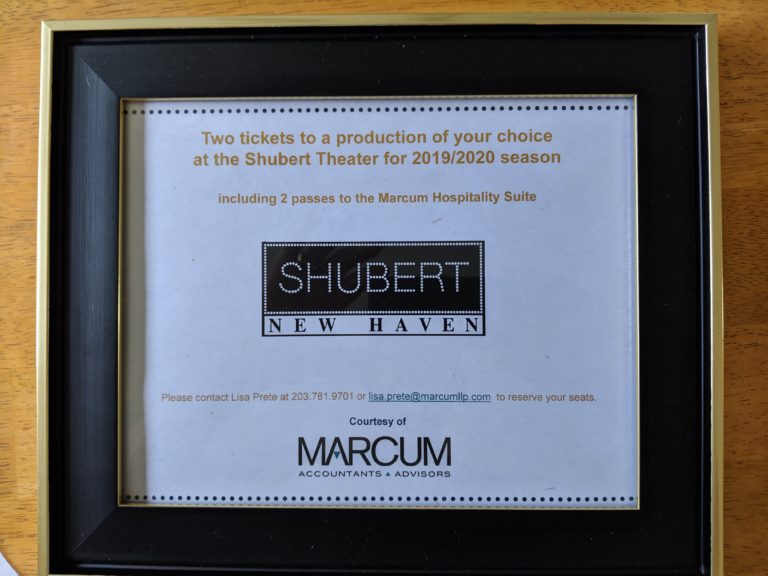 Two tickets to a production of your choice
at the Shubert Theater for 2019/2020 season
including 2 passes to the Marcum Hospitality Suite
SHUBERT
NEW HAVEN
Please contact Lisa Prete at 203.781.9701 or lisa.prete@marcumllp.com to reserve your seats.
Courtesy of
MARCUM
ACCOUNTANTS ▲ ADVISORS